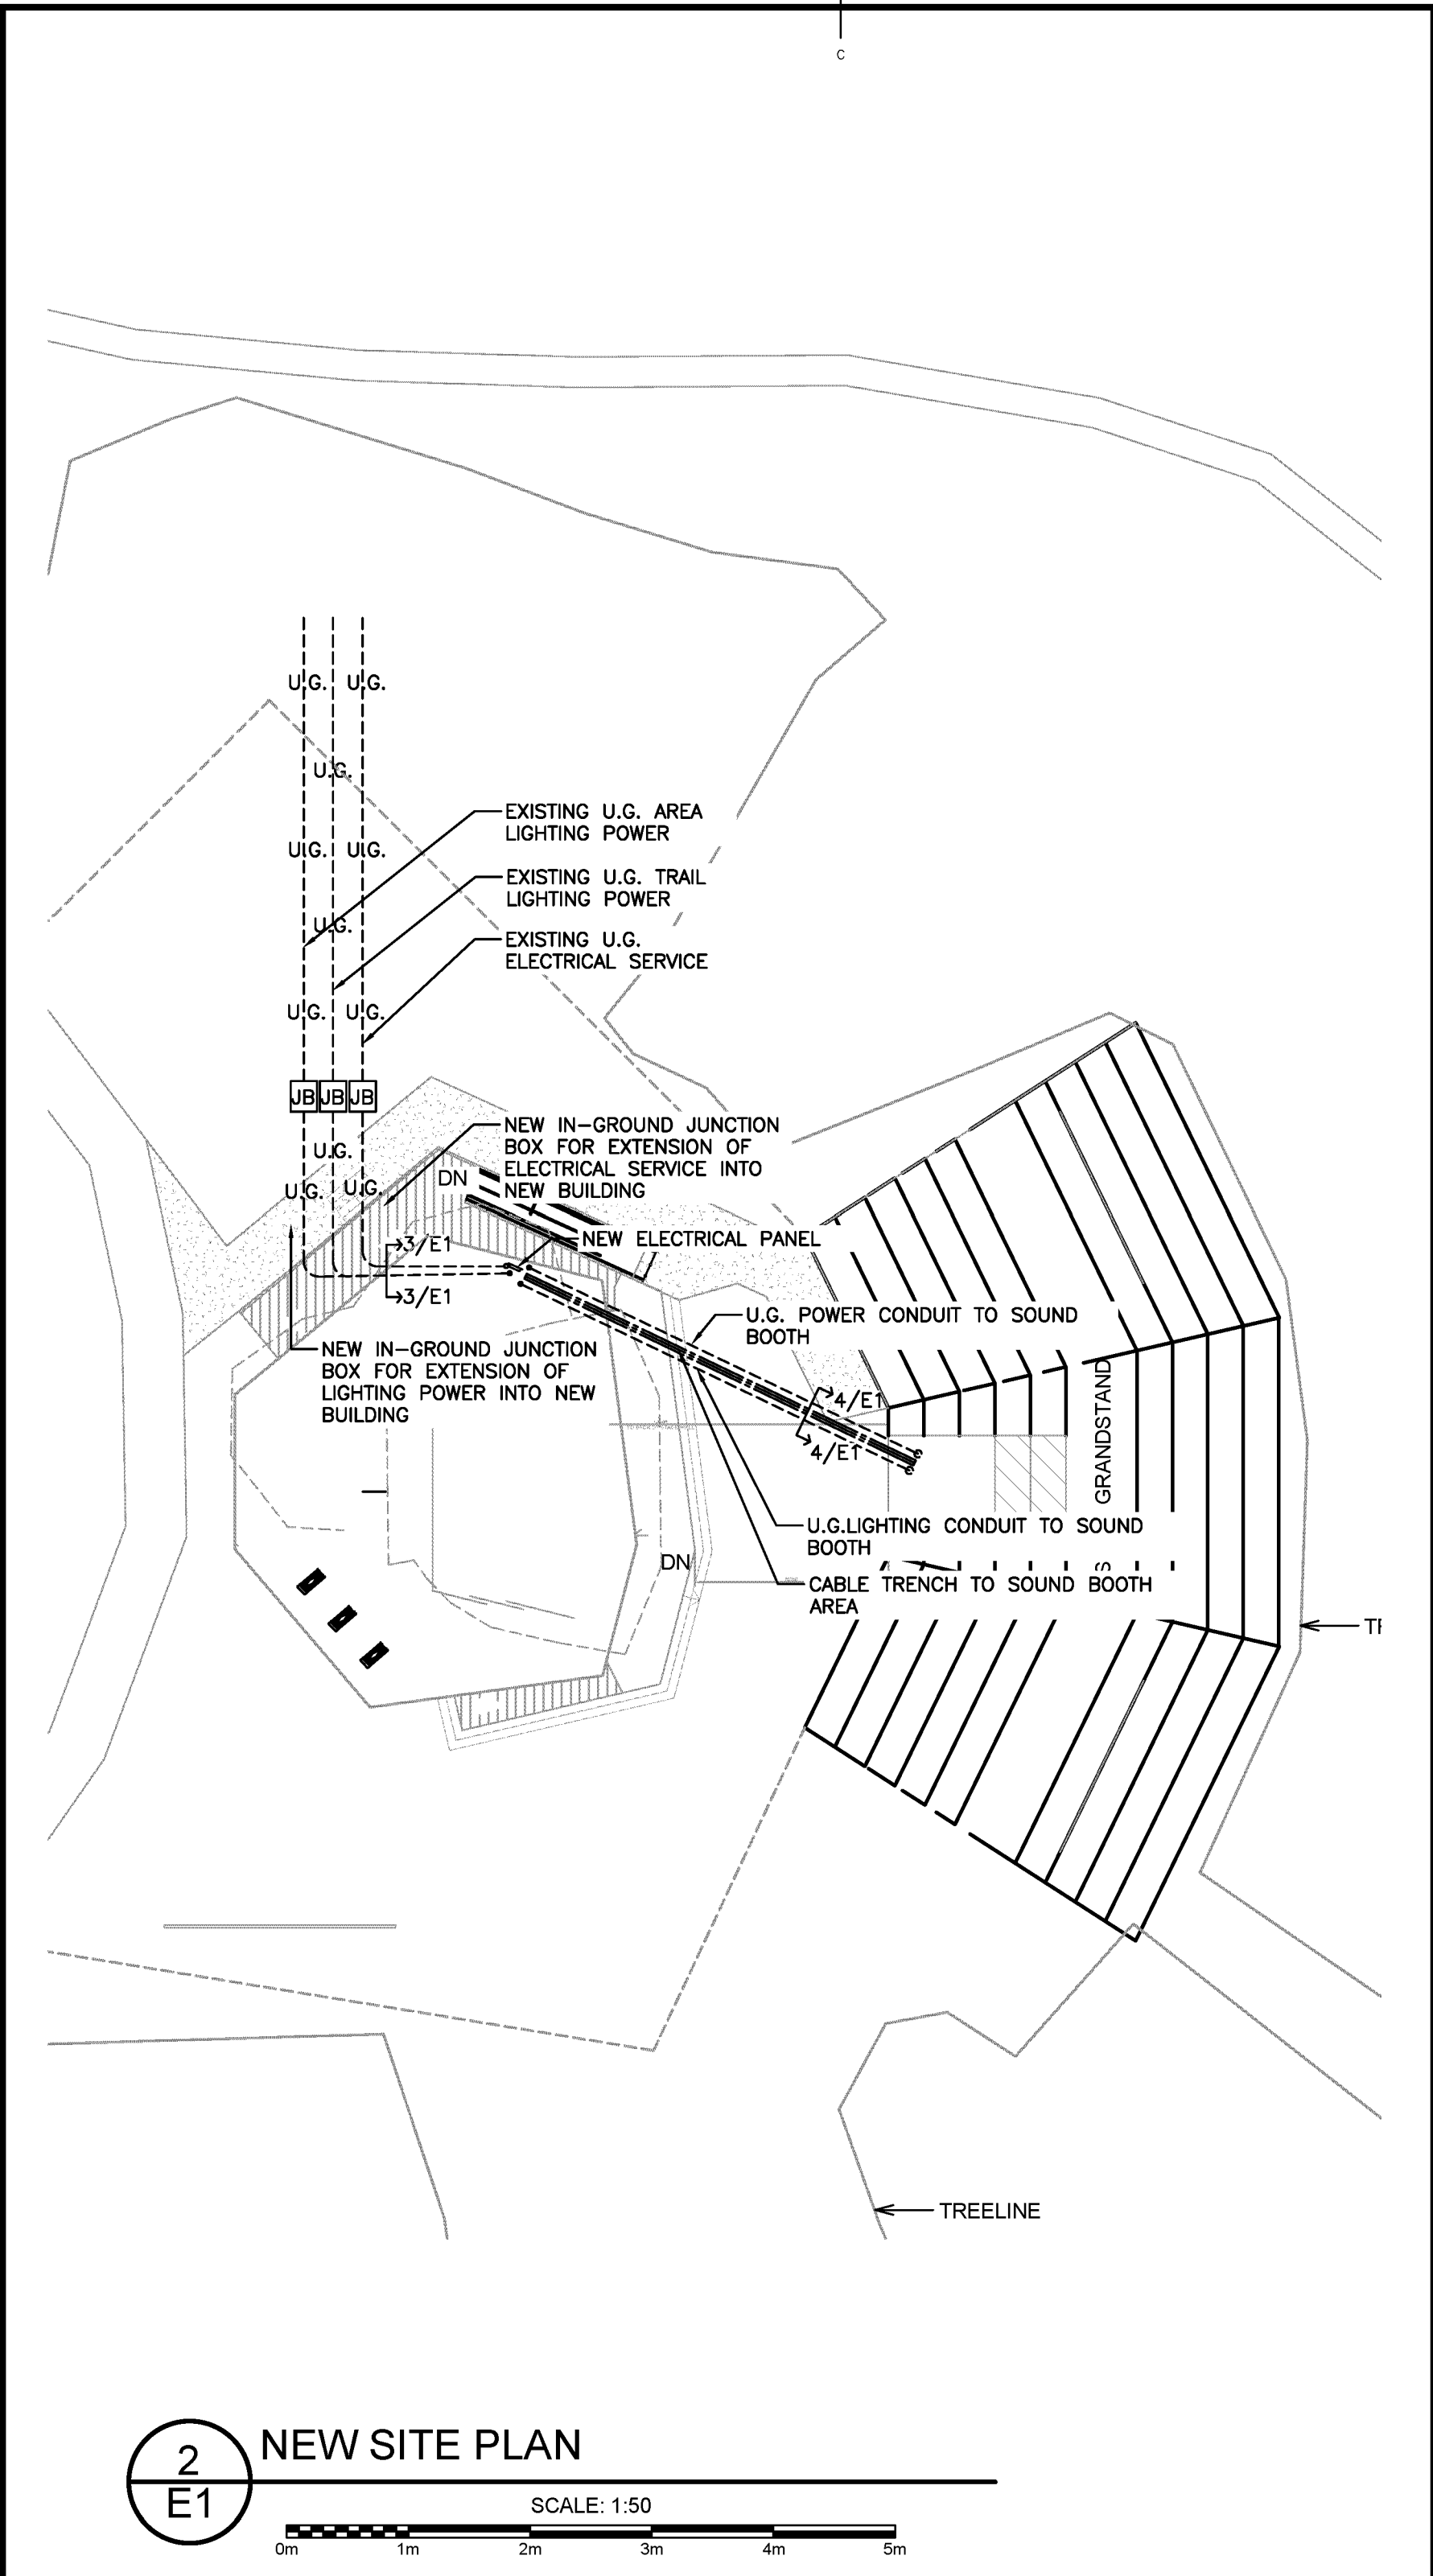 C
U.G. U.G.
U.G.
EXISTING U.G. AREA
LIGHTING POWER
U.G. U.G.
EXISTING U.G. TRAIL
LIGHTING POWER
U.G.
EXISTING U.G.
ELECTRICAL SERVICE
U.G. U.G.
JB JB JB
NEW IN-GROUND JUNCTION
BOX FOR EXTENSION OF
ELECTRICAL SERVICE INTO
NEW BUILDING
U.G.
DN
U.G. U.G.
NEW ELECTRICAL PANEL
3/E1
3/E1
U.G. POWER CONDUIT TO SOUND
BOOTH
NEW IN-GROUND JUNCTION
BOX FOR EXTENSION OF
LIGHTING POWER INTO NEW
BUILDING
4/E1
4/E1
GRANDSTAND
S
U.G.LIGHTING CONDUIT TO SOUND
BOOTH
DN
CABLE TRENCH TO SOUND BOOTH
AREA
TREELINE
2
E1
NEW SITE PLAN
SCALE: 1:50
0m 1m 2m 3m 4m 5m